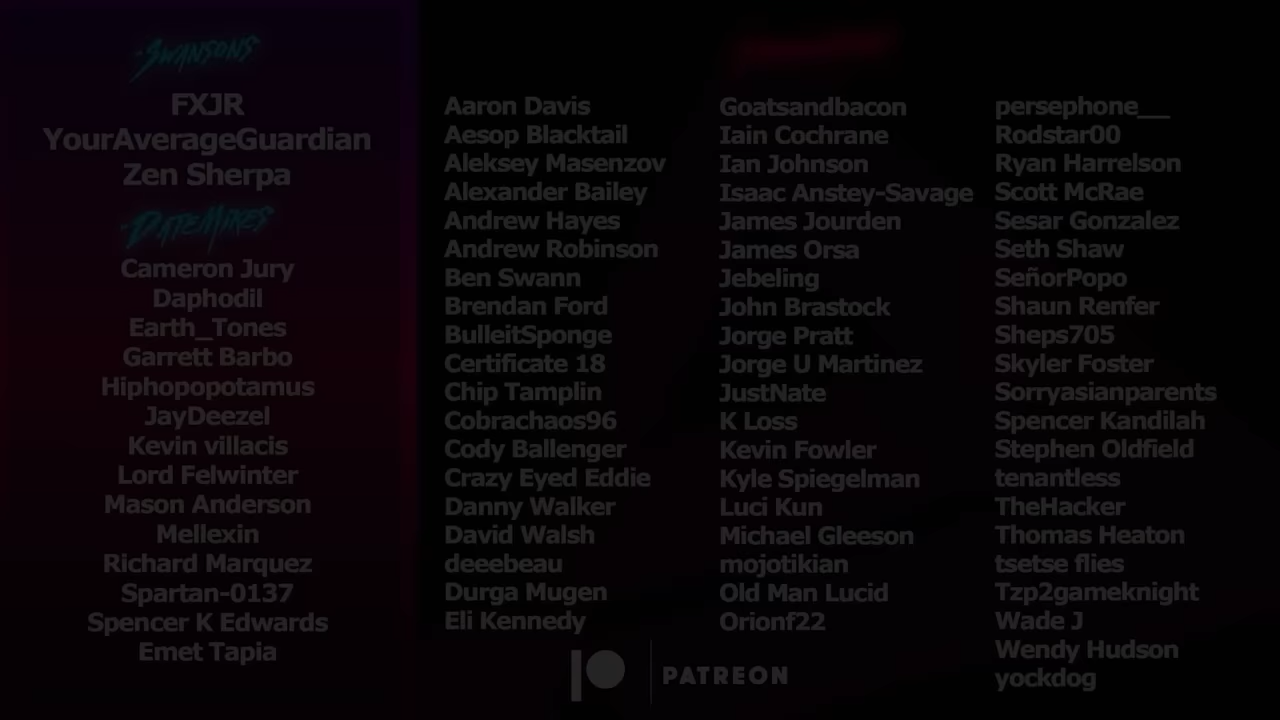 Swansons
FXJR
YourAverageGuardian
Zen Sherpa
DateMikes
Cameron Jury
Daphodil
Earth_Tones
Garrett Barbo
Hiphopopotamus
JayDeezel
Kevin villacis
Lord Felwinter
Mason Anderson
Mellexin
Richard Marquez
Spartan-0137
Spencer K Edwards
Emet Tapia
Aaron Davis
Aesop Blacktail
Aleksey Masenzov
Alexander Bailey
Andrew Hayes
Andrew Robinson
Ben Swann
Brendan Ford
BulleitSponge
Certificate 18
Chip Tamplin
Cobrachaos96
Cody Ballenger
Crazy Eyed Eddie
Danny Walker
David Walsh
deeebeau
Durga Mugen
Eli Kennedy
Goatsandbacon
Iain Cochrane
Ian Johnson
Isaac Anstey-Savage
James Jourden
James Orsa
Jebeling
John Brastock
Jorge Pratt
Jorge U Martinez
JustNate
K Loss
Kevin Fowler
Kyle Spiegelman
Luci Kun
Michael Gleeson
mojotikian
Old Man Lucid
Orionf22
persephone__
Rodstar00
Ryan Harrelson
Scott McRae
Sesar Gonzalez
Seth Shaw
SeñorPopo
Shaun Renfer
Sheps705
Skyler Foster
Sorryasianparents
Spencer Kandilah
Stephen Oldfield
tenantless
TheHacker
Thomas Heaton
tsetse flies
Tzp2gameknight
Wade J
Wendy Hudson
yockdog
PATREON